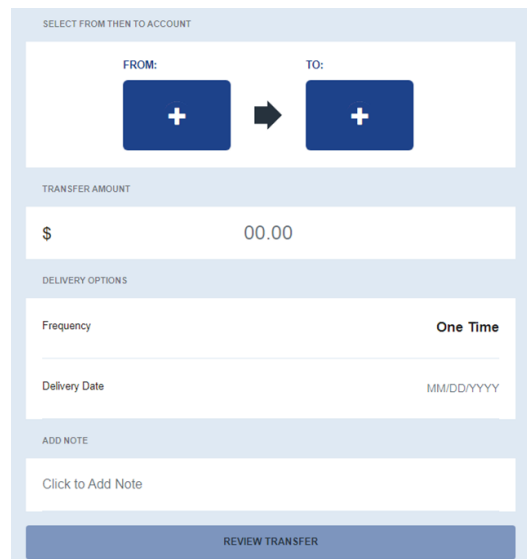 SELECT FROM THEN TO ACCOUNT
FROM: TO:
+ +
TRANSFER AMOUNT
$ 00.00
DELIVERY OPTIONS
Frequency One Time
Delivery Date MM/DD/YYYY
ADD NOTE
Click to Add Note
REVIEW TRANSFER